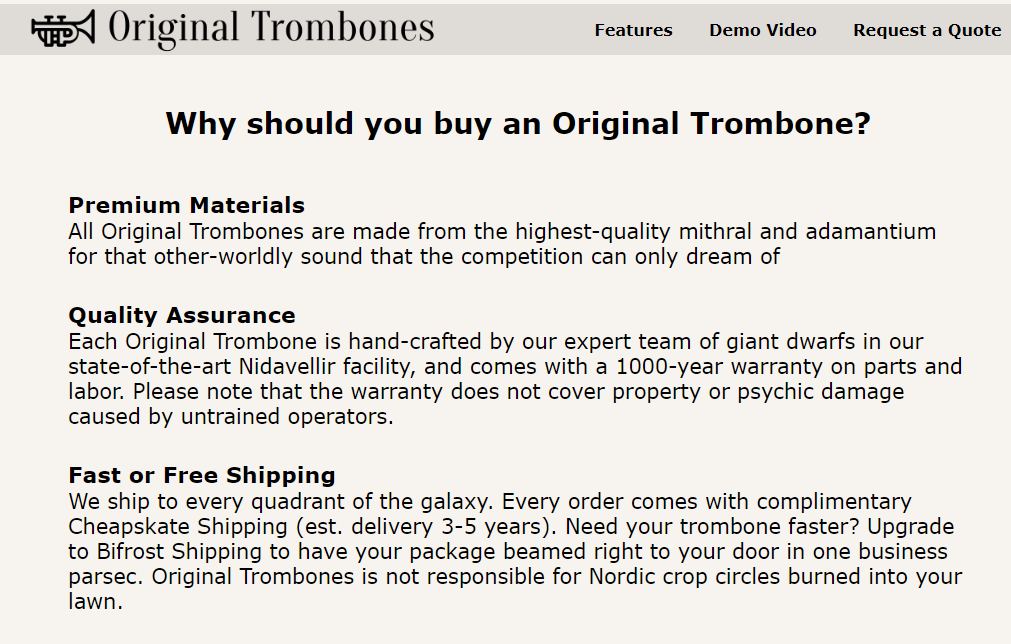 Original Trombones
Features Demo Video Request a Quote
Why should you buy an Original Trombone?
Premium Materials
All Original Trombones are made from the highest-quality mithral and adamantium
for that other-worldly sound that the competition can only dream of
Quality Assurance
Each Original Trombone is hand-crafted by our expert team of giant dwarfs in our
state-of-the-art Nidavellir facility, and comes with a 1000-year warranty on parts and
labor. Please note that the warranty does not cover property or psychic damage
caused by untrained operators.
Fast or Free Shipping
We ship to every quadrant of the galaxy. Every order comes with complimentary
Cheapskate Shipping (est. delivery 3-5 years). Need your trombone faster? Upgrade
to Bifrost Shipping to have your package beamed right to your door in one business
parsec. Original Trombones is not responsible for Nordic crop circles burned into your
lawn.